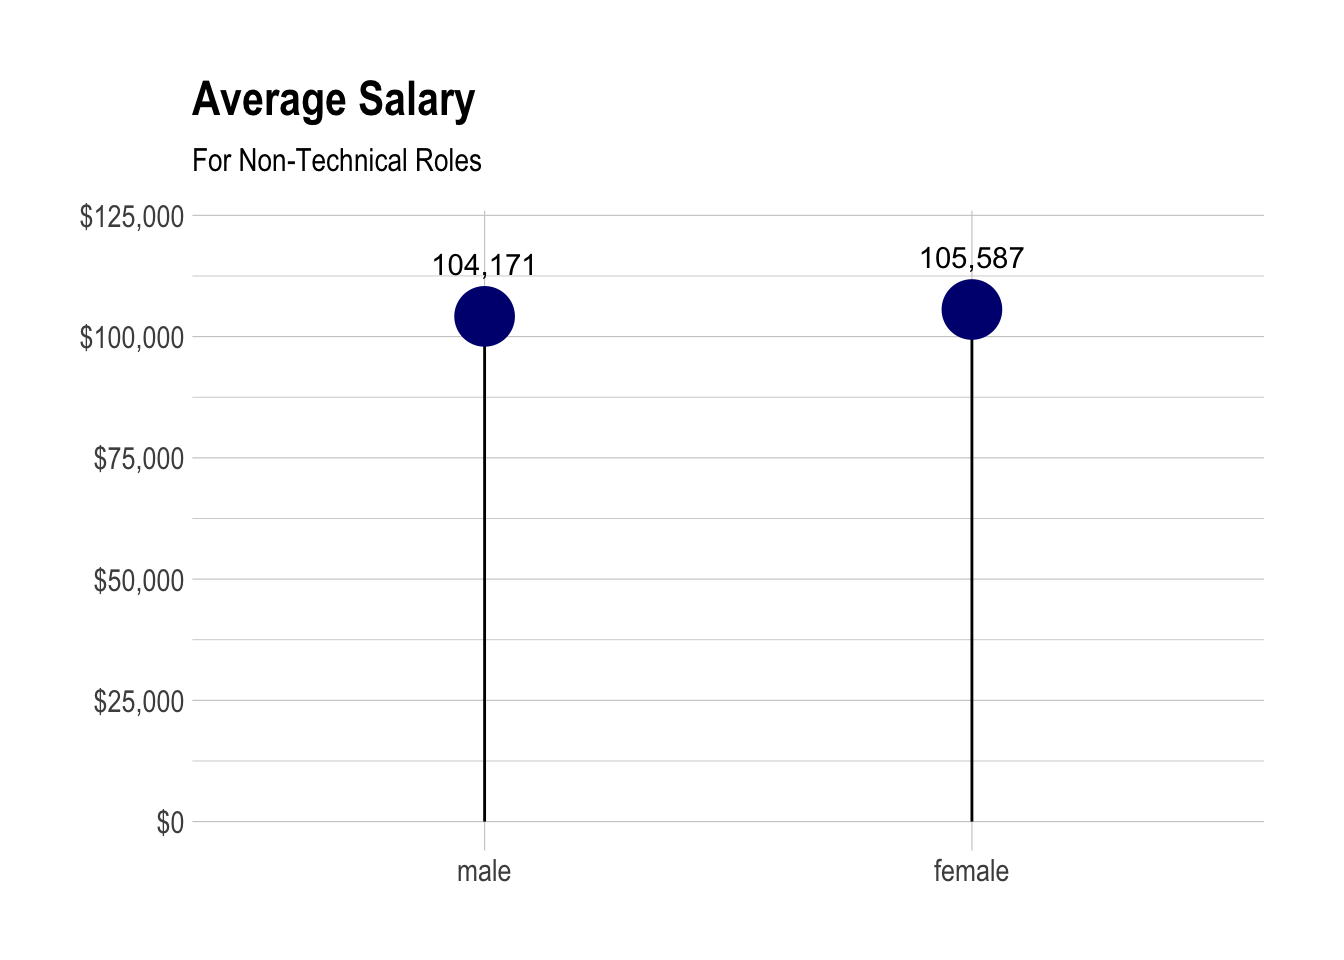 Average Salary
For Non-Technical Roles
$125,000
104,171
105,587
$100,000
$75,000
$50,000
$25,000
$0
male
female